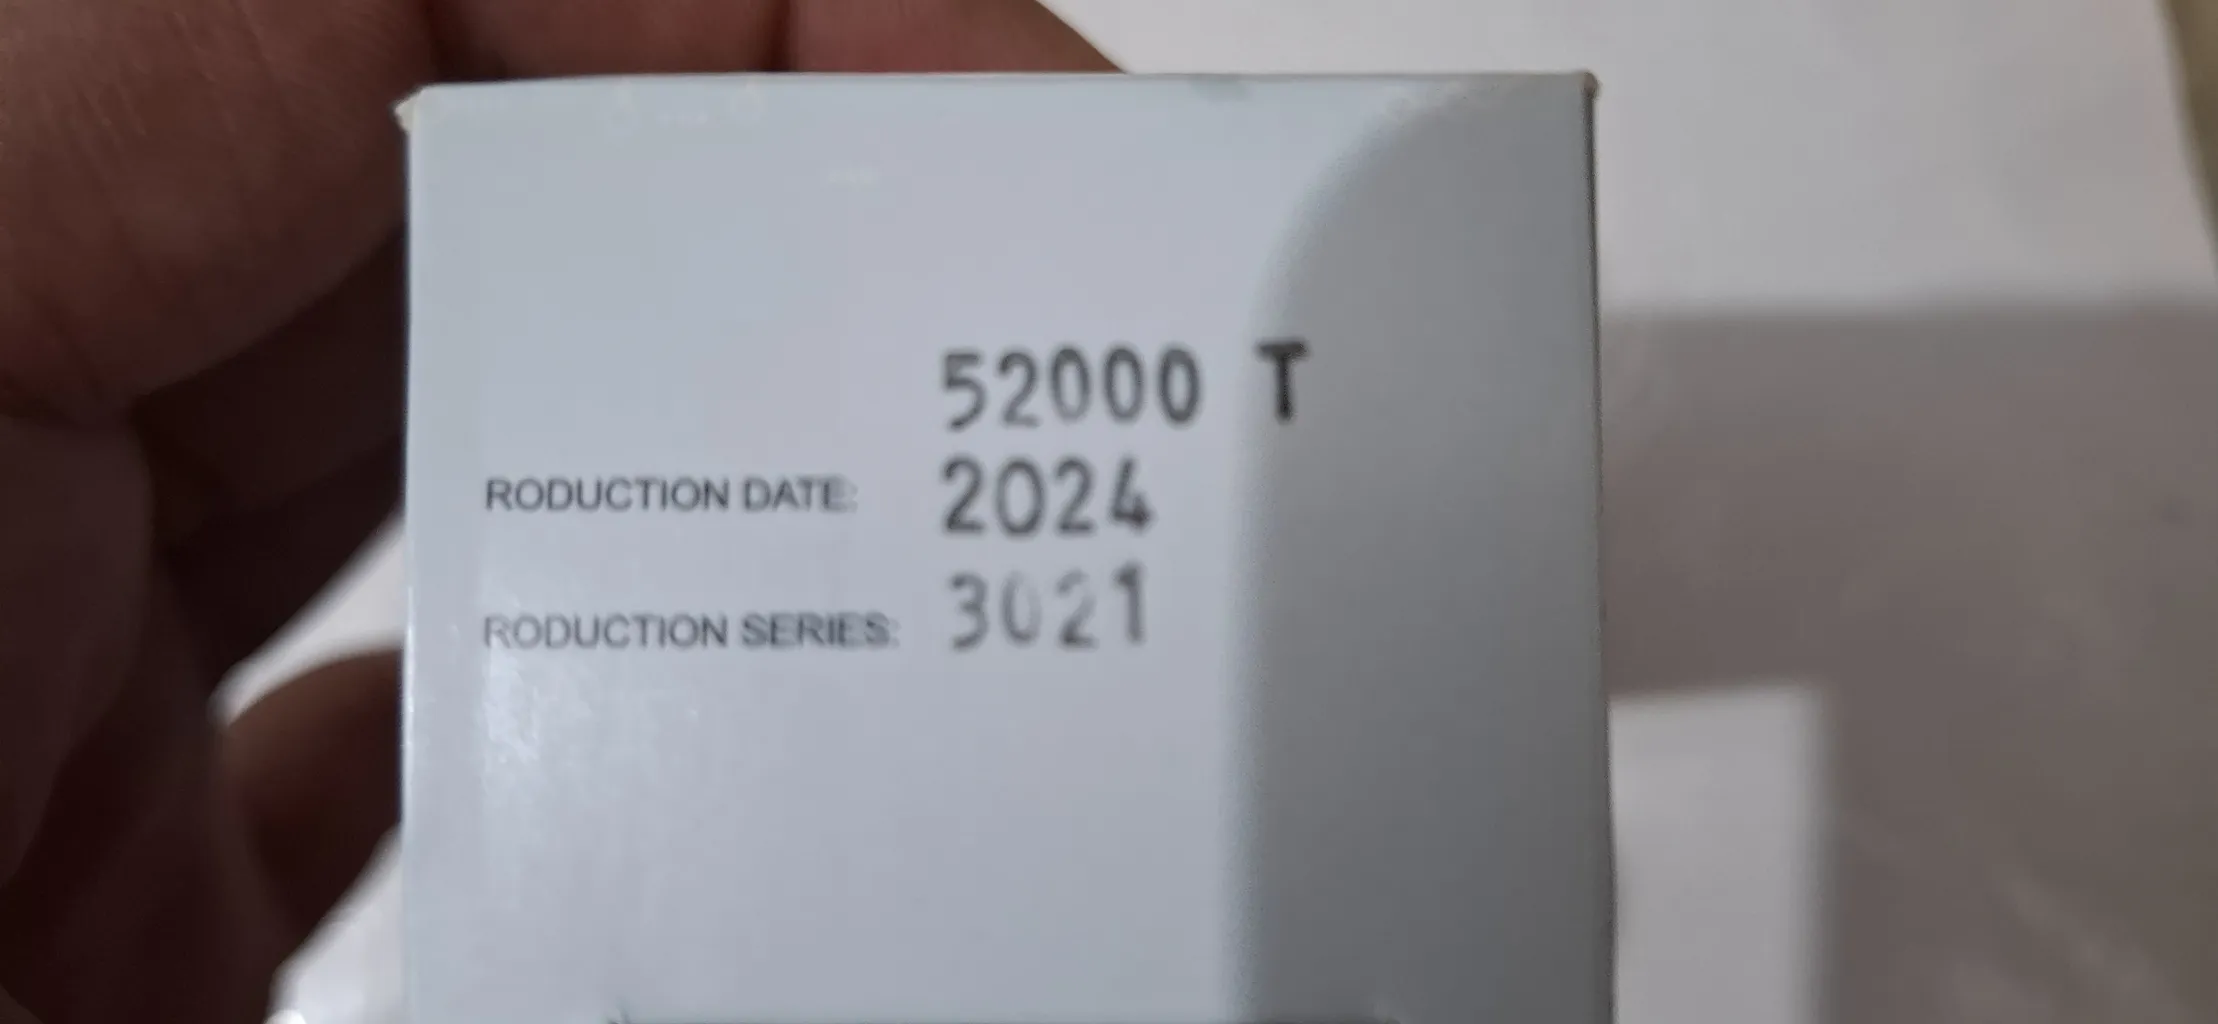 52000 T
RODUCTION DATE: 2024
RODUCTION SERIES: 3021